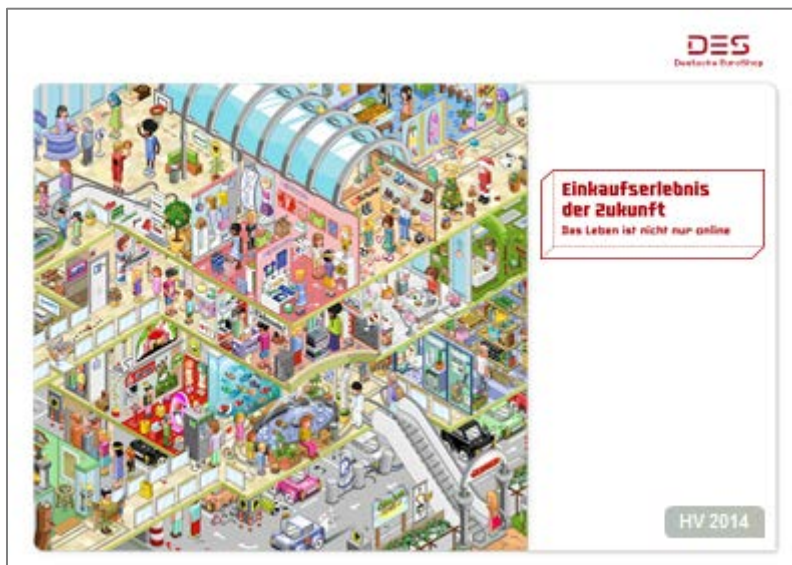 DES
Deutsche EuroShop
Einkaufserlebnis
der Zukunft
Das Leben ist nicht nur online
HV 2014